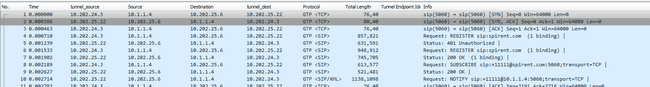 No. Time tunnel_source Source Destination tunnel_dest Protocol Total Length Tunnel Endpoint Ide Info
1 0.000000 10.202.24.3 10.1.1.4 10.202.25.6 10.202.25.22 GTP <TCP> 76,40 sip(5060) → sip(5060) [SYN] Seq=0 Win=64000 Len=0
2 0.000306 10.202.25.22 10.202.25.6 10.1.1.4 10.202.24.3 GTP <TCP> 80,40 sip(5060) → sip(5060) [SYN, ACK] Seq=0 Ack=1 Win=64000 Len=0
3 0.000463 10.202.24.3 10.1.1.4 10.202.25.6 10.202.25.22 GTP <TCP> 76,40 sip(5060) → sip(5060) [ACK] Seq=1 Ack=1 Win=64000 Len=0
4 0.000710 10.202.24.3 10.1.1.4 10.202.25.6 10.202.25.22 GTP <SIP> 857,821 Request: REGISTER sip:spirent.com (1 binding) |
5 0.001239 10.202.25.22 10.202.25.6 10.1.1.4 10.202.24.3 GTP <SIP> 631,591 Status: 401 Unauthorized |
6 0.001533 10.202.24.3 10.1.1.4 10.202.25.6 10.202.25.22 GTP <SIP> 948,912 Request: REGISTER sip:spirent.com (1 binding) |
7 0.001902 10.202.25.22 10.202.25.6 10.1.1.4 10.202.24.3 GTP <SIP> 745,705 Status: 200 OK (1 binding) |
8 0.002189 10.202.24.3 10.1.1.4 10.202.25.6 10.202.25.22 GTP <SIP> 613,577 Request: SUBSCRIBE sip:+11111@spirent.com:5060;transport=TCP |
9 0.002627 10.202.25.22 10.202.25.6 10.1.1.4 10.202.24.3 GTP <SIP> 521,481 Status: 200 OK |
10 0.002714 10.202.25.22 10.202.25.6 10.1.1.4 10.202.24.3 GTP <SIP/XML> 1138,1098 Request: NOTIFY sip:+11111@10.1.1.4:5060;transport=TCP |